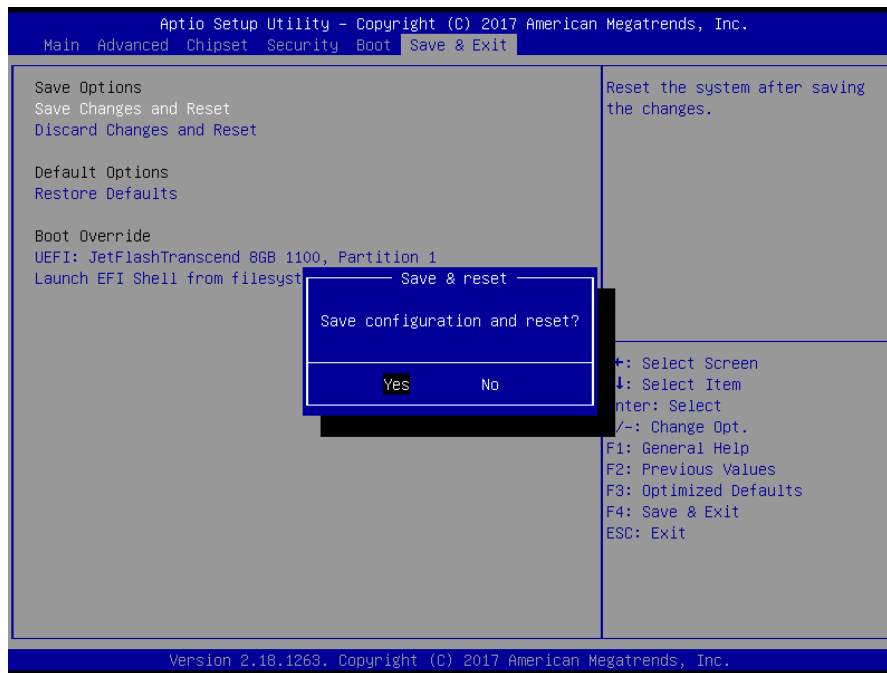 Aptio Setup Utility – Copyright (C) 2017 American Megatrends, Inc.
Main Advanced Chipset Security Boot Save & Exit
Save Options
Save Changes and Reset
Discard Changes and Reset
Default Options
Restore Defaults
Boot Override
UEFI: JetFlashTranscend 8GB 1100, Partition 1
Launch EFI Shell from filesyst
Save & reset
Save configuration and reset?
Yes No
Reset the system after saving
the changes.
←: Select Screen
↓: Select Item
nter: Select
/-: Change Opt.
F1: General Help
F2: Previous Values
F3: Optimized Defaults
F4: Save & Exit
ESC: Exit
Version 2.18.1263. Copyright (C) 2017 American Megatrends, Inc.